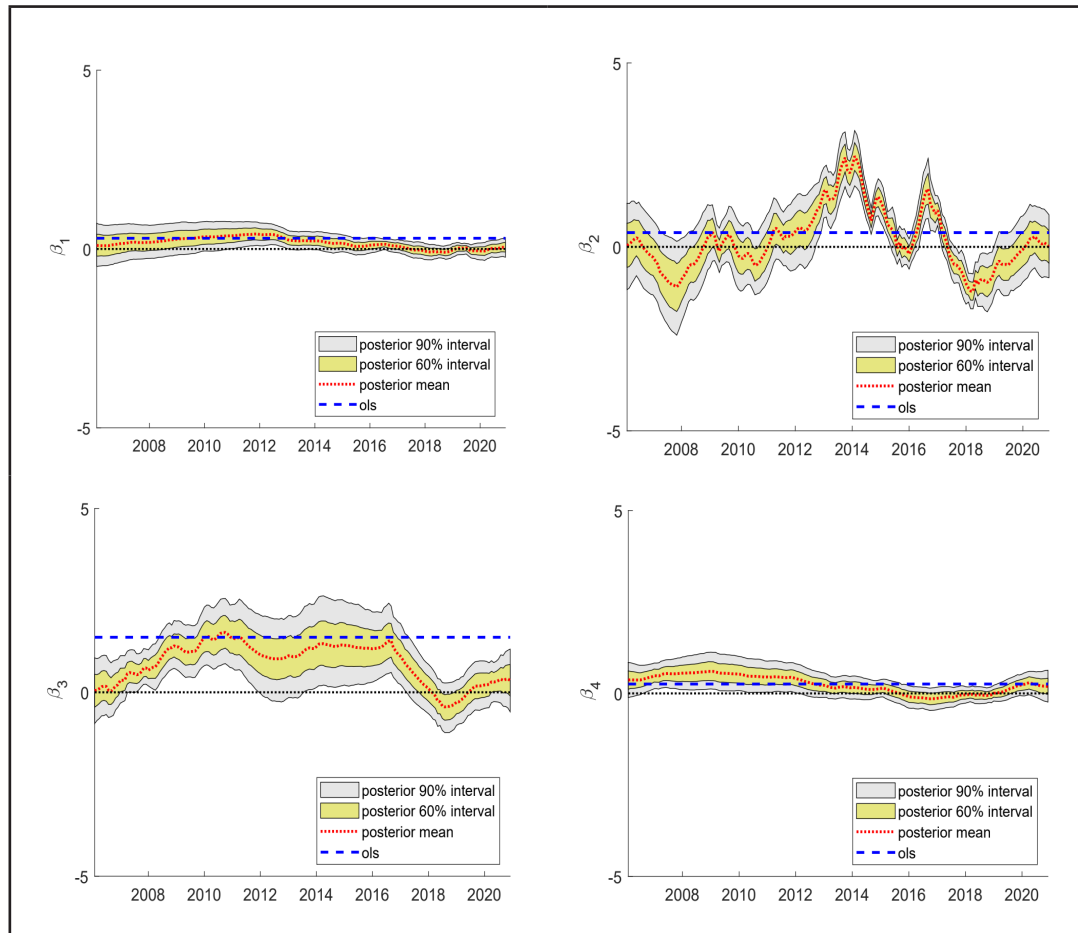 5
β1
0
-5
posterior 90% interval
posterior 60% interval
posterior mean
ols
2008 2010 2012 2014 2016 2018 2020
5
β2
0
-5
posterior 90% interval
posterior 60% interval
posterior mean
ols
2008 2010 2012 2014 2016 2018 2020
5
β3
0
-5
posterior 90% interval
posterior 60% interval
posterior mean
ols
2008 2010 2012 2014 2016 2018 2020
5
β4
0
-5
posterior 90% interval
posterior 60% interval
posterior mean
ols
2008 2010 2012 2014 2016 2018 2020